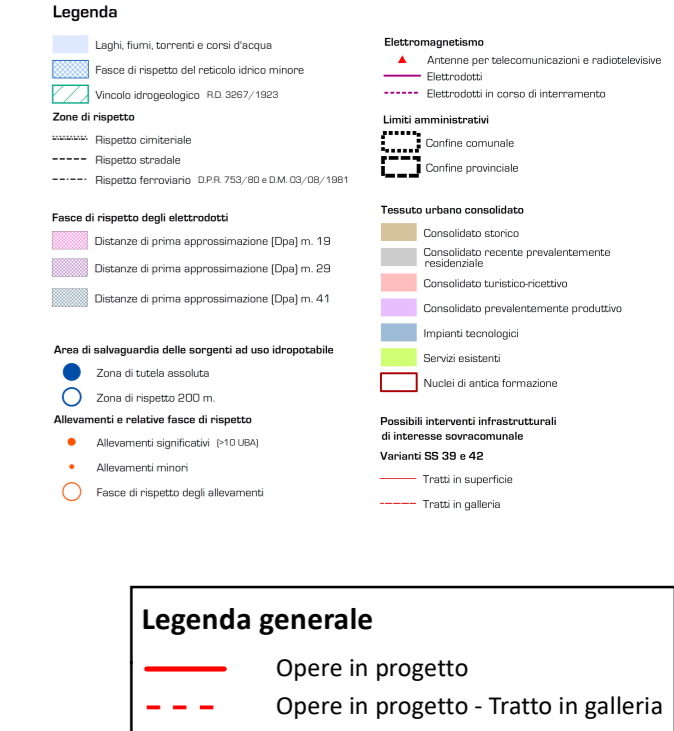 Legenda
Laghi, fiumi, torrenti e corsi d'acqua
Fasce di rispetto del reticolo idrico minore
Vincolo idrogeologico R.D. 3267/1923
Zone di rispetto
Rispetto cimiteriale
Rispetto stradale
Rispetto ferroviario D.P.R. 753/80 e D.M. 03/08/1981
Fasce di rispetto degli elettrodotti
Distanze di prima approssimazione (Dpa) m. 19
Distanze di prima approssimazione (Dpa) m. 29
Distanze di prima approssimazione (Dpa) m. 41
Area di salvaguardia delle sorgenti ad uso idropotabile
Zona di tutela assoluta
Zona di rispetto 200 m.
Allevamenti e relative fasce di rispetto
Allevamenti significativi (>10 UBA)
Allevamenti minori
Fasce di rispetto degli allevamenti
Elettromagnetismo
Antenne per telecomunicazioni e radiotelevisive
Elettrodotti
Elettrodotti in corso di interramento
Limiti amministrativi
Confine comunale
Confine provinciale
Tessuto urbano consolidato
Consolidato storico
Consolidato recente prevalentemente
residenziale
Consolidato turistico-ricettivo
Consolidato prevalentemente produttivo
Impianti tecnologici
Servizi esistenti
Nuclei di antica formazione
Possibili interventi infrastrutturali
di interesse sovracomunale
Varianti SS 39 e 42
Tratti in superficie
Tratti in galleria
Legenda generale
Opere in progetto
Opere in progetto - Tratto in galleria